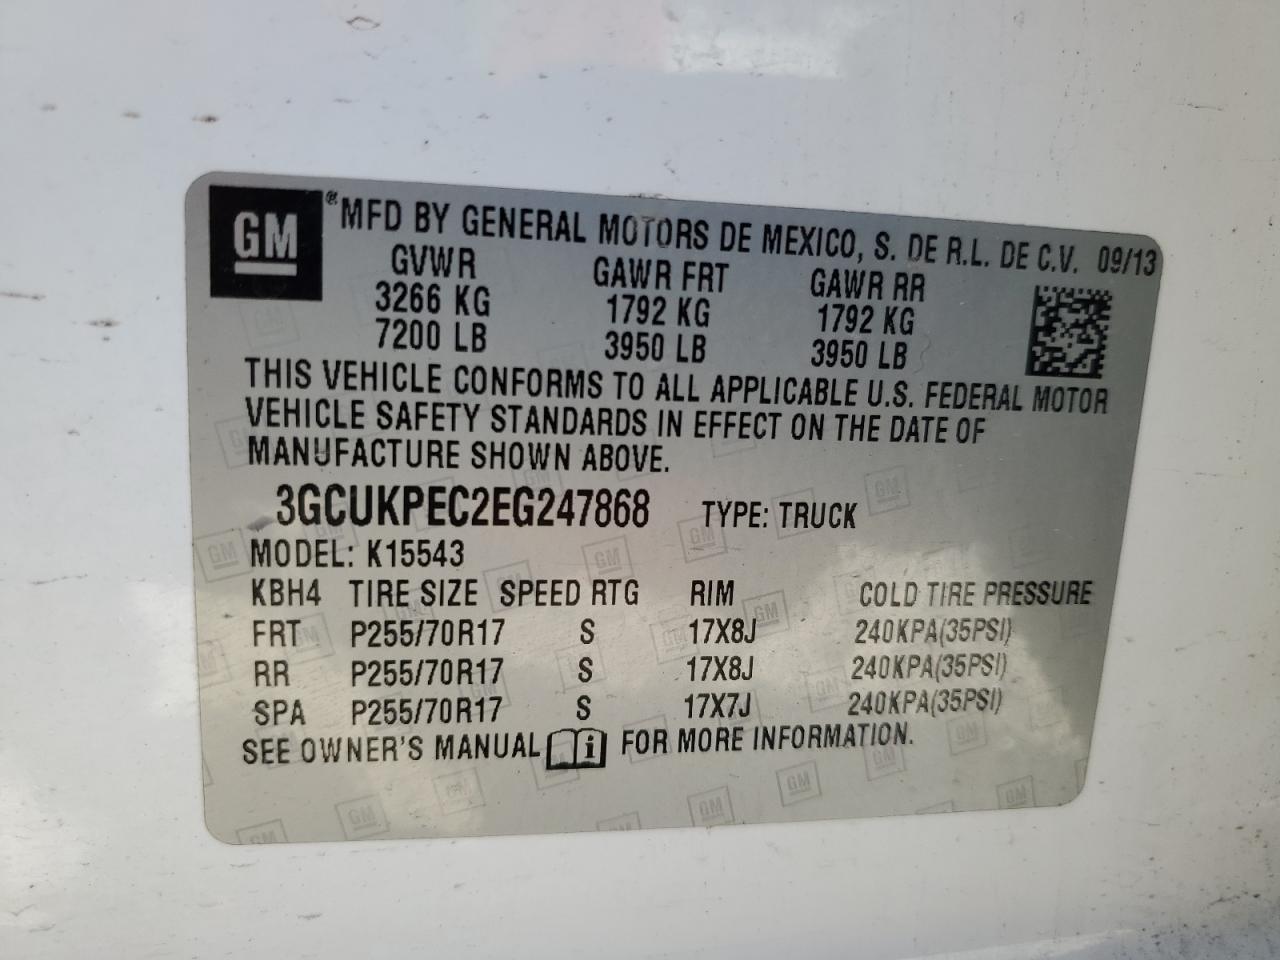 GM ® MFD BY GENERAL MOTORS DE MEXICO, S. DE R.L. DE C.V. 09/13
GVWR GAWR FRT GAWR RR
3266 KG 1792 KG 1792 KG
7200 LB 3950 LB 3950 LB
THIS VEHICLE CONFORMS TO ALL APPLICABLE U.S. FEDERAL MOTOR
VEHICLE SAFETY STANDARDS IN EFFECT ON THE DATE OF
MANUFACTURE SHOWN ABOVE.
3GCUKPEC2EG247868 TYPE: TRUCK
MODEL: K15543
KBH4 TIRE SIZE SPEED RTG RIM COLD TIRE PRESSURE
FRT P255/70R17 S 17X8J 240KPA(35PSI)
RR P255/70R17 S 17X8J 240KPA(35PSI)
SPA P255/70R17 S 17X7J 240KPA(35PSI)
SEE OWNER'S MANUAL i FOR MORE INFORMATION.